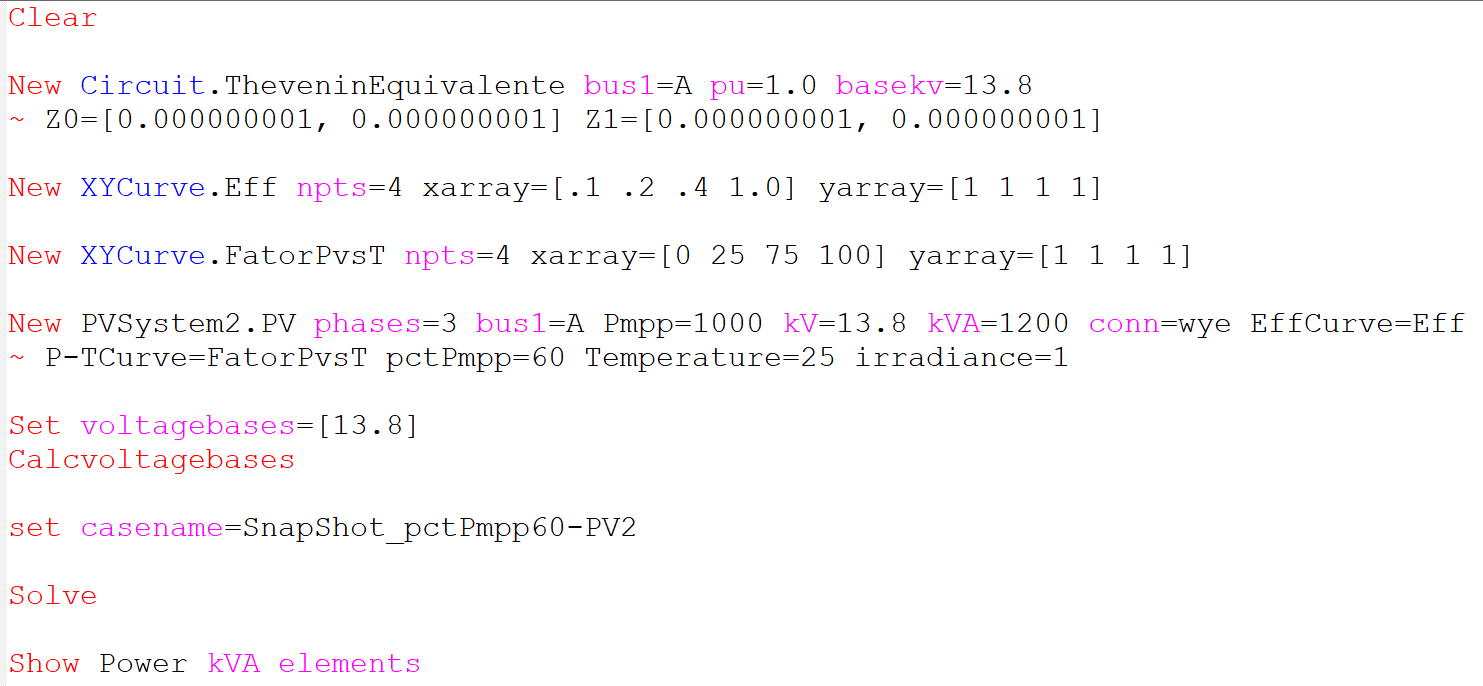 Clear
New Circuit.TheveninEquivalente bus1=A pu=1.0 basekv=13.8
~ Z0=[0.000000001, 0.000000001] Z1=[0.000000001, 0.000000001]
New XYCurve.Eff npts=4 xarray=[.1 .2 .4 1.0] yarray=[1 1 1 1]
New XYCurve.FatorPvsT npts=4 xarray=[0 25 75 100] yarray=[1 1 1 1]
New PVSystem2.PV phases=3 bus1=A Pmpp=1000 kV=13.8 kVA=1200 conn=wye EffCurve=Eff
~ P-TCurve=FatorPvsT pctPmpp=60 Temperature=25 irradiance=1
Set voltagebases=[13.8]
Calcvoltagebases
set casename=SnapShot_pctPmpp60-PV2
Solve
Show Power kVA elements